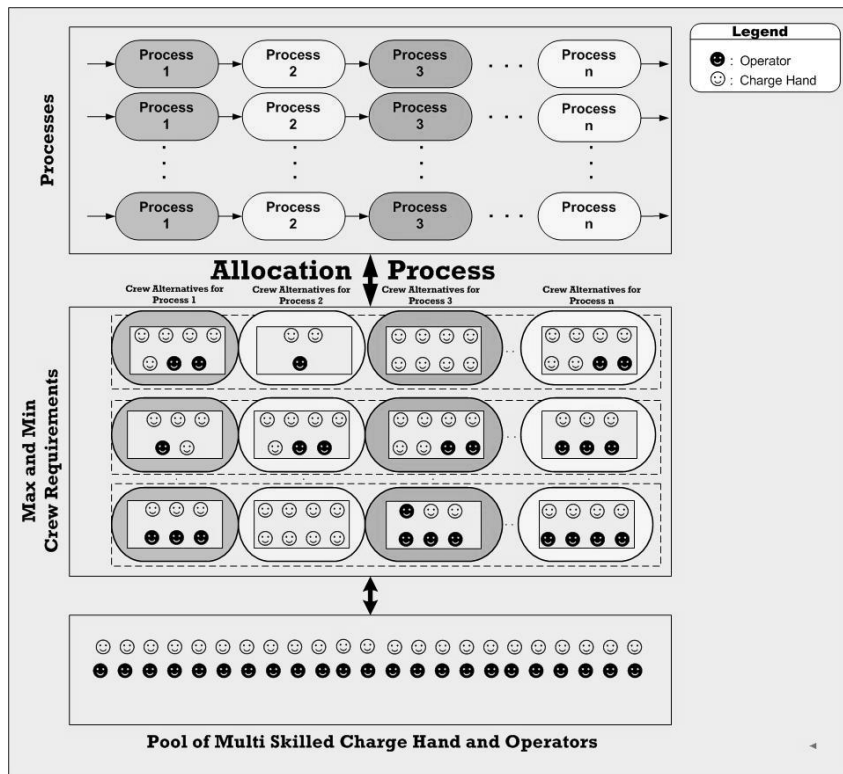 Legend
: Operator
: Charge Hand
Processes
Process 1
Process 2
Process 3
. . .
Process n
Process 1
Process 2
Process 3
Process n
Process 1
Process 2
Process 3
. . .
Process n
Allocation Process
Crew Alternatives for
Process 1
Crew Alternatives for
Process 2
Crew Alternatives for
Process 3
Crew Alternatives for
Process n
Max and Min
Crew Requirements
Pool of Multi Skilled Charge Hand and Operators